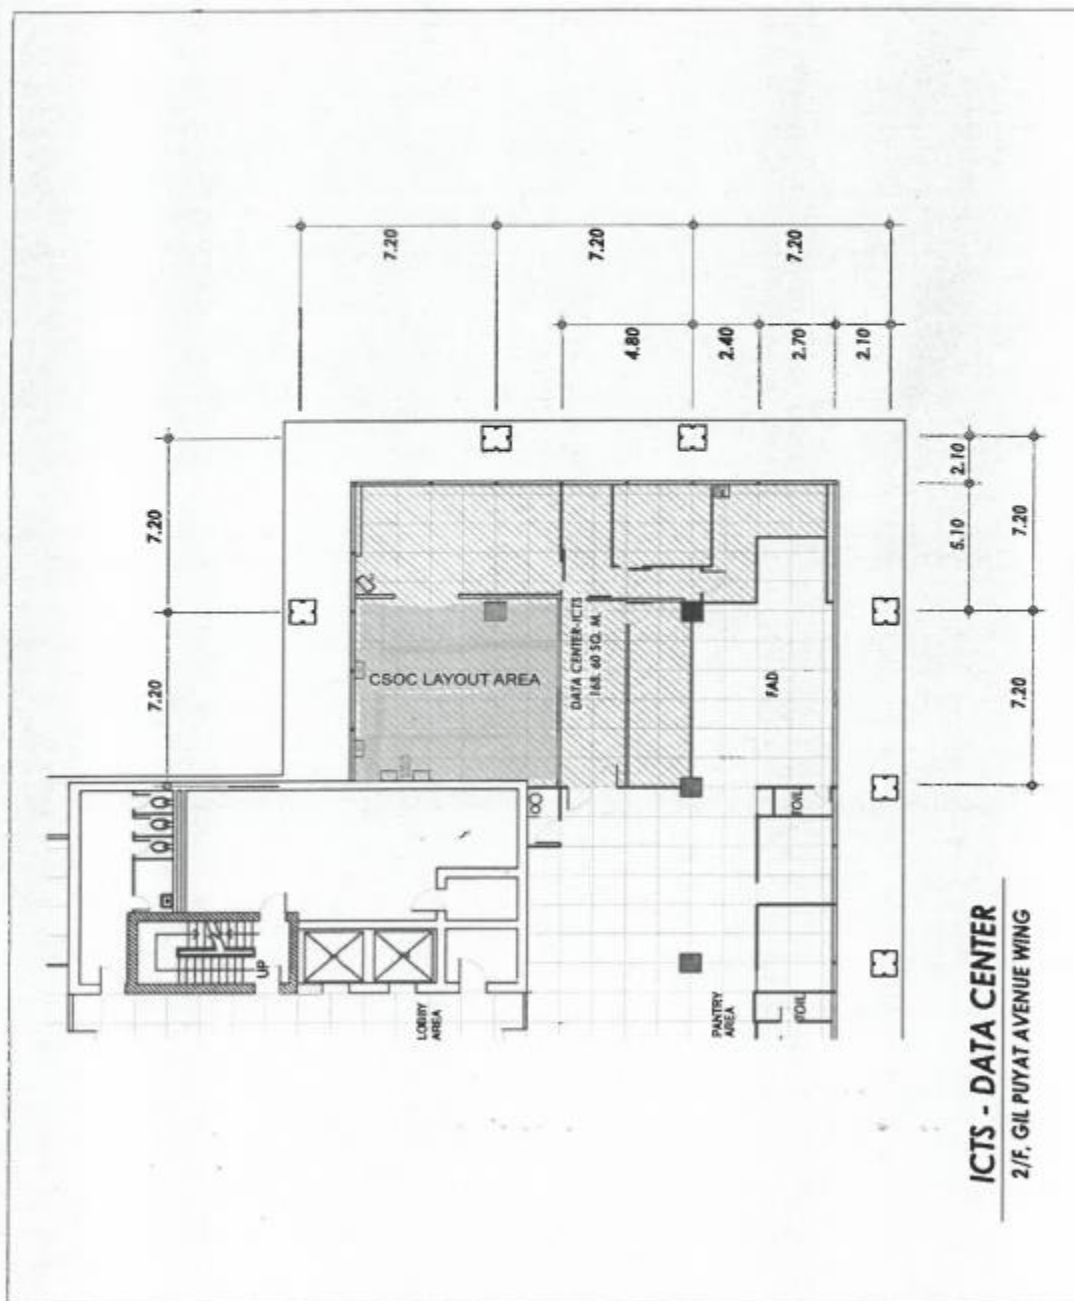 7.20
7.20
7.20
4.80
2.40
2.70
2.10
7.20
7.20
2.10
5.10
7.20
7.20
CSOC LAYOUT AREA
DATA CENTER-ICTS
168. 60 SQ. M.
FAD
TOIL
TOIL
UP
LOBBY
AREA
PANTRY
AREA
ICTS - DATA CENTER
2/F, GIL PUYAT AVENUE WING